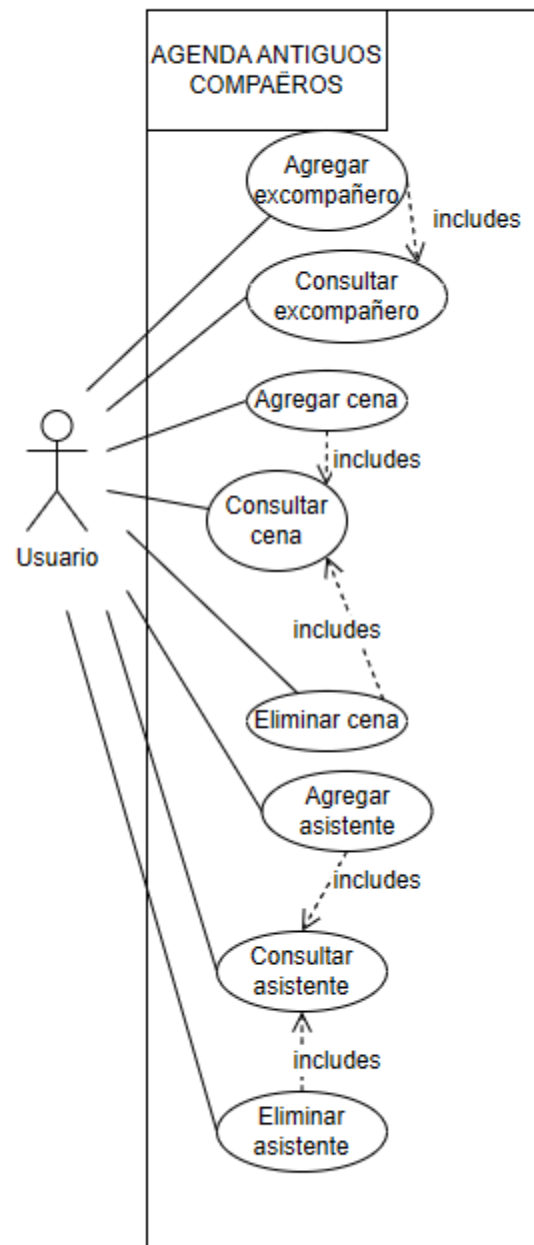 AGENDA ANTIGUOS
COMPAÊROS
Agregar
excompañero
includes
Consultar
excompañero
Agregar cena
includes
Consultar
cena
Usuario
includes
Eliminar cena
Agregar
asistente
includes
Consultar
asistente
includes
Eliminar
asistente